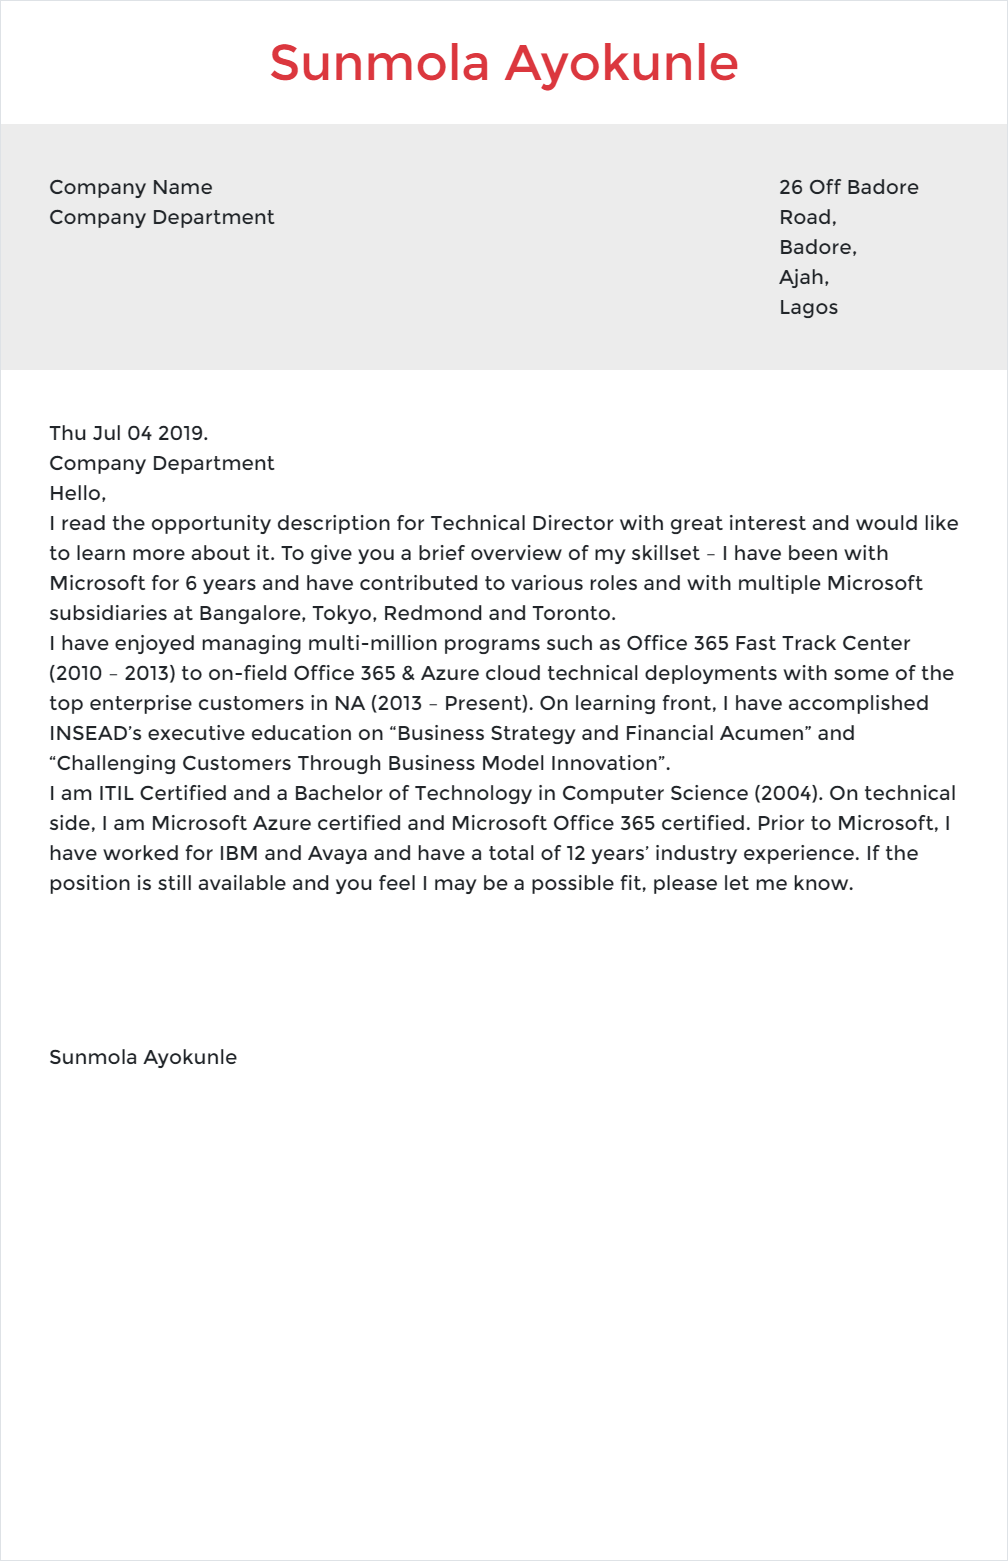 Sunmola Ayokunle
Company Name
Company Department
26 Off Badore
Road,
Badore,
Ajah,
Lagos
Thu Jul 04 2019.
Company Department
Hello,
I read the opportunity description for Technical Director with great interest and would like
to learn more about it. To give you a brief overview of my skillset – I have been with
Microsoft for 6 years and have contributed to various roles and with multiple Microsoft
subsidiaries at Bangalore, Tokyo, Redmond and Toronto.
I have enjoyed managing multi-million programs such as Office 365 Fast Track Center
(2010 – 2013) to on-field Office 365 & Azure cloud technical deployments with some of the
top enterprise customers in NA (2013 – Present). On learning front, I have accomplished
INSEAD’s executive education on “Business Strategy and Financial Acumen” and
“Challenging Customers Through Business Model Innovation”.
I am ITIL Certified and a Bachelor of Technology in Computer Science (2004). On technical
side, I am Microsoft Azure certified and Microsoft Office 365 certified. Prior to Microsoft, I
have worked for IBM and Avaya and have a total of 12 years’ industry experience. If the
position is still available and you feel I may be a possible fit, please let me know.
Sunmola Ayokunle